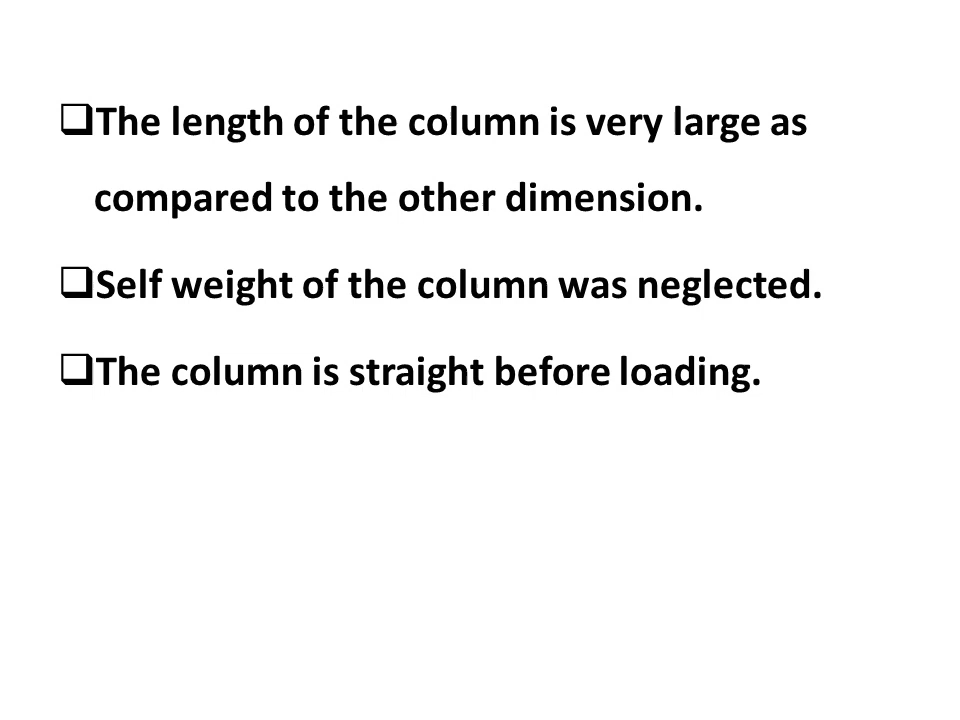 ❑The length of the column is very large as
compared to the other dimension.
❑Self weight of the column was neglected.
❑The column is straight before loading.